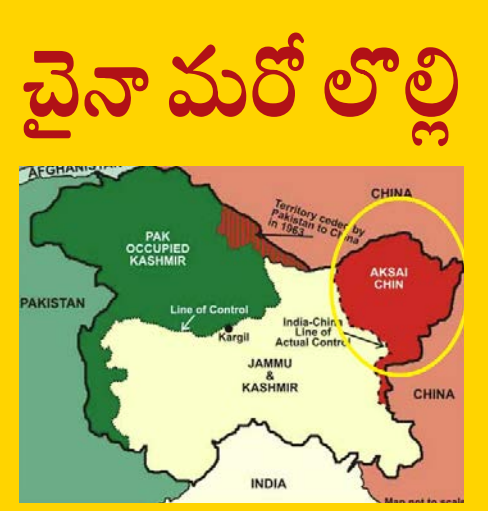 చైనా మరో లొల్లి
AFGHANISTAN
CHINA
Territory ceded by
Pakistan to China
in 1963
PAK
OCCUPIED
KASHMIR
AKSAI
CHIN
PAKISTAN
Line of Control
Kargil
India-China
Line of
Actual Control
JAMMU
&
KASHMIR
CHINA
INDIA
Map not to scale